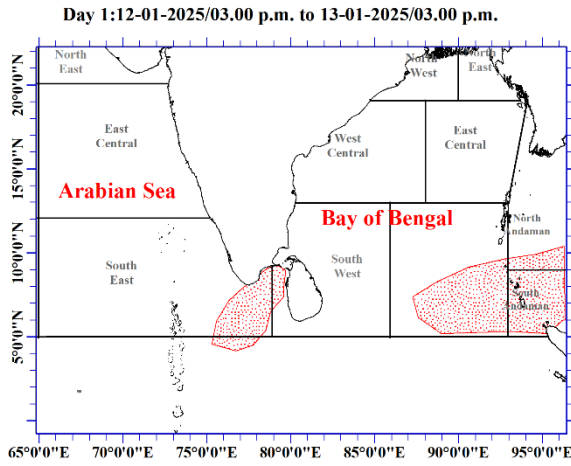 Day 1:12-01-2025/03.00 p.m. to 13-01-2025/03.00 p.m.
North
East
North
West
North
East
East
Central
West
Central
East
Central
Arabian Sea
Bay of Bengal
North
Andaman
South
East
South
West
South
Andaman
20°0'0"N
15°0'0"N
10°0'0"N
5°0'0"N
65°0'0"E
70°0'0"E
75°0'0"E
80°0'0"E
85°0'0"E
90°0'0"E
95°0'0"E